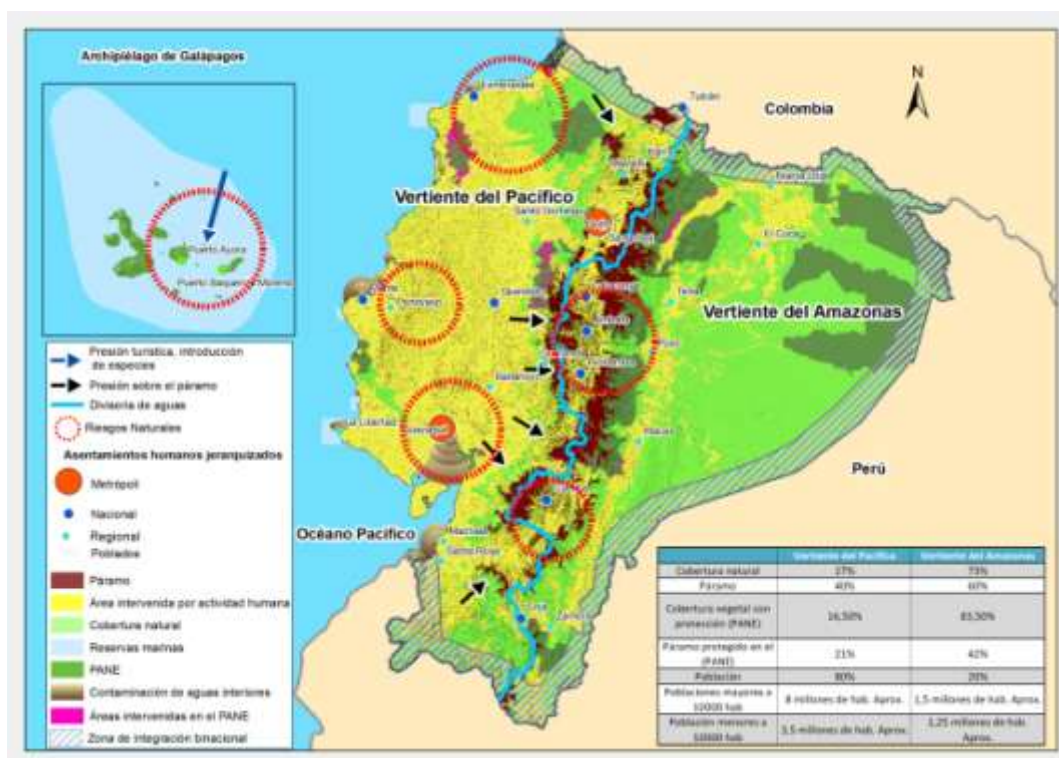 Archipiélago de Galápagos
Puerto Ayora
Puerto Baquerizo Moreno
Presión turística, introducción
de especies
Presión sobre el páramo
Divisoria de aguas
Riesgos Naturales
Asentamientos humanos jerarquizados
Metrópoli
Nacional
Regional
Poblados
Páramo
Área intervenida por actividad humana
Cobertura natural
Reservas marinas
PANE
Contaminación de aguas interiores
Áreas intervenidas en el PANE
Zona de integración binacional
N
Colombia
Esmeraldas
Tulcán
Ibarra
Vertiente del Pacífico
Santo Domingo
Quito
El Coca
Tena
Vertiente del Amazonas
Portoviejo
Quevedo
Puyo
Babahoyo
La Libertad
Macas
Perú
Océano Pacífico
Machala
Santa Rosa
Loja
Zamora
Vertiente del Pacífico Vertiente del Amazonas
Cobertura natural 27% 73%
Páramo 40% 60%
Cobertura vegetal con
protección (PANE) 16,50% 83,50%
Páramo protegido en el
(PANE) 21% 42%
Población 80% 20%
Poblaciones mayores a
10000 hab 8 millones de hab. Aprox. 1,5 millones de hab. Aprox.
Población menores a
10000 hab 3,5 millones de hab. Aprox. 1,25 millones de hab.
Aprox.